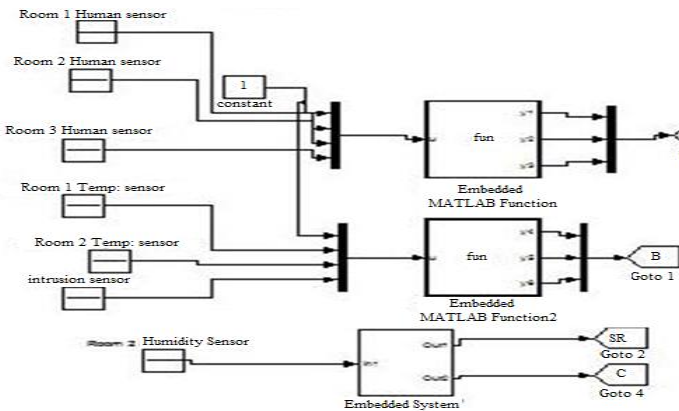 Room 1 Human sensor
Room 2 Human sensor
1
constant
Room 3 Human sensor
fun
Embedded
MATLAB Function
Room 1 Temp: sensor
Room 2 Temp: sensor
intrusion sensor
fun
Embedded
MATLAB Function2
B
Goto 1
Room 2 Humidity Sensor
In1
Out1
Out2
Embedded System
SR
Goto 2
C
Goto 4